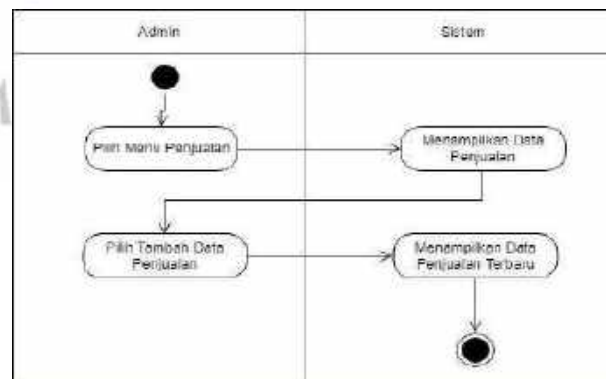 Admin
Sistem
Pilih Menu Penjualan
Menampilkan Data
Penjualan
Pilih Tambah Data
Penjualan
Menampilkan Data
Penjualan Terbaru